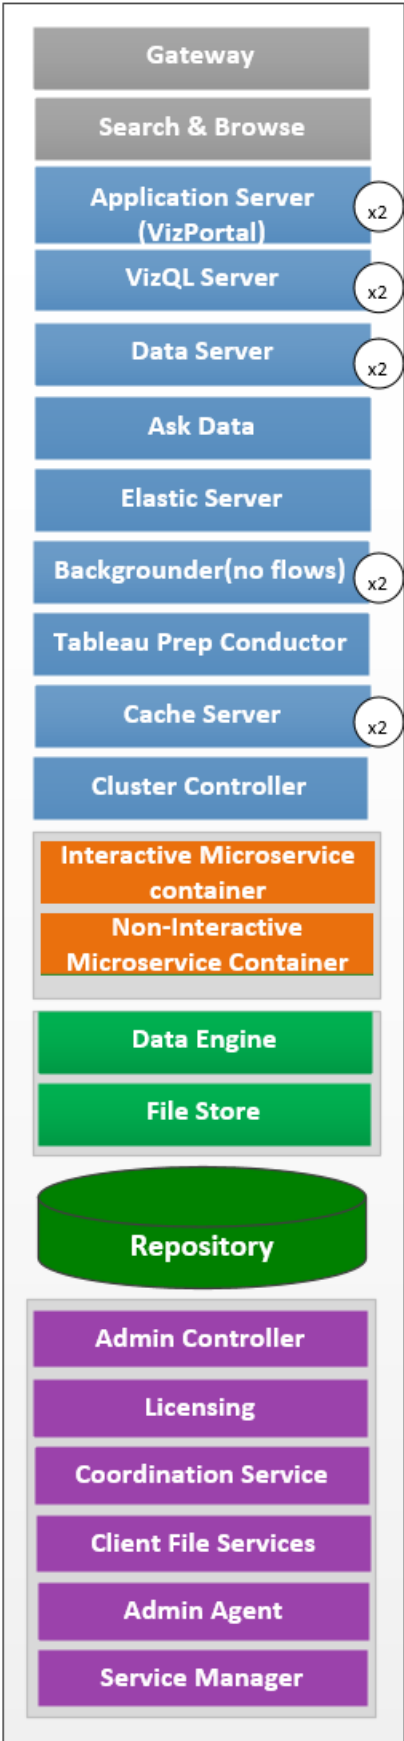 Gateway
Search & Browse
Application Server
(VizPortal)
x2
VizQL Server
x2
Data Server
x2
Ask Data
Elastic Server
Backgrounder(no flows)
x2
Tableau Prep Conductor
Cache Server
x2
Cluster Controller
Interactive Microservice
container
Non-Interactive
Microservice Container
Data Engine
File Store
Repository
Admin Controller
Licensing
Coordination Service
Client File Services
Admin Agent
Service Manager